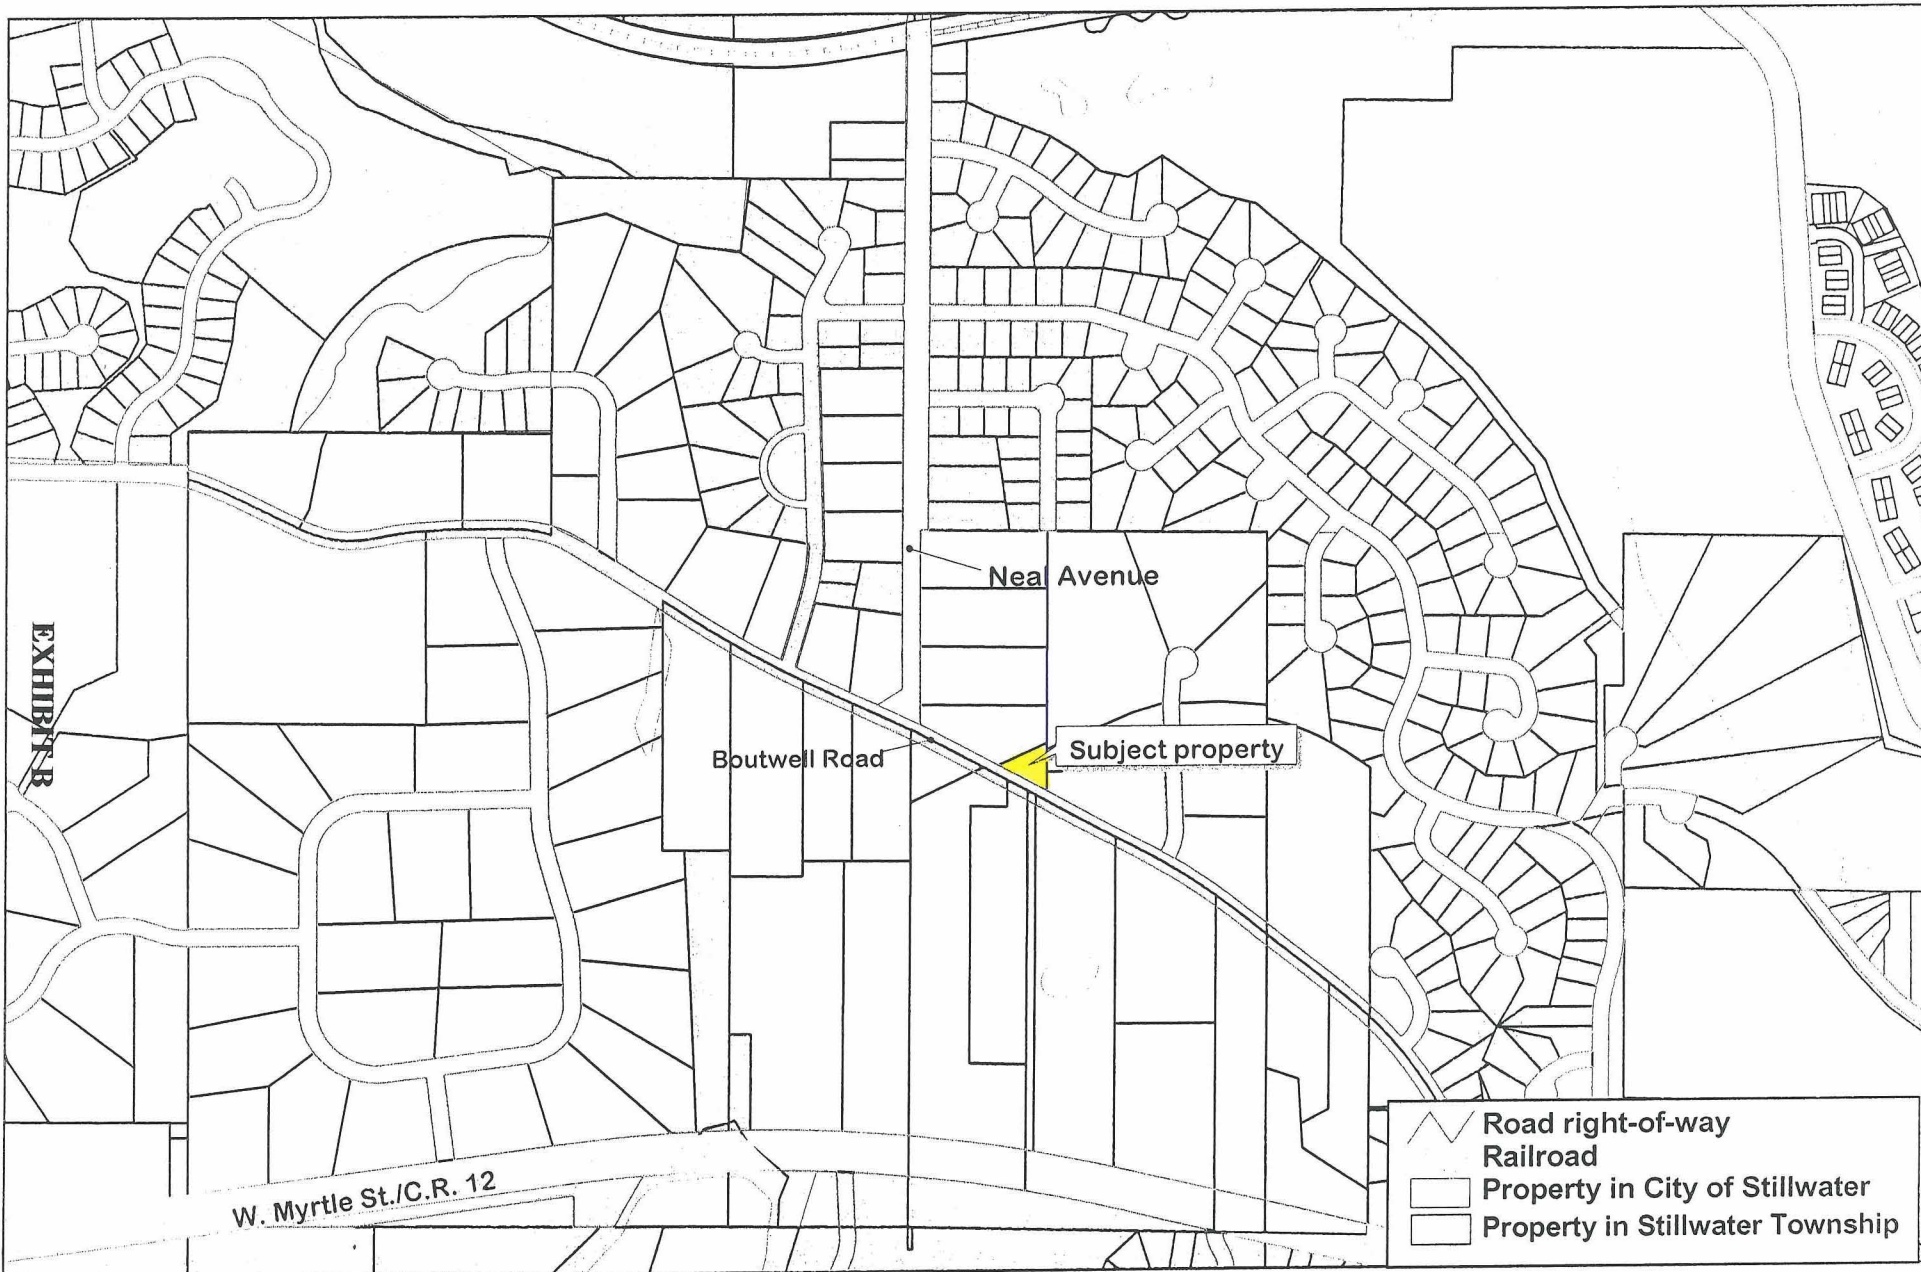 Neal Avenue
EXHIBIT B
Boutwell Road
Subject property
W. Myrtle St./C.R. 12
Road right-of-way
Railroad
Property in City of Stillwater
Property in Stillwater Township